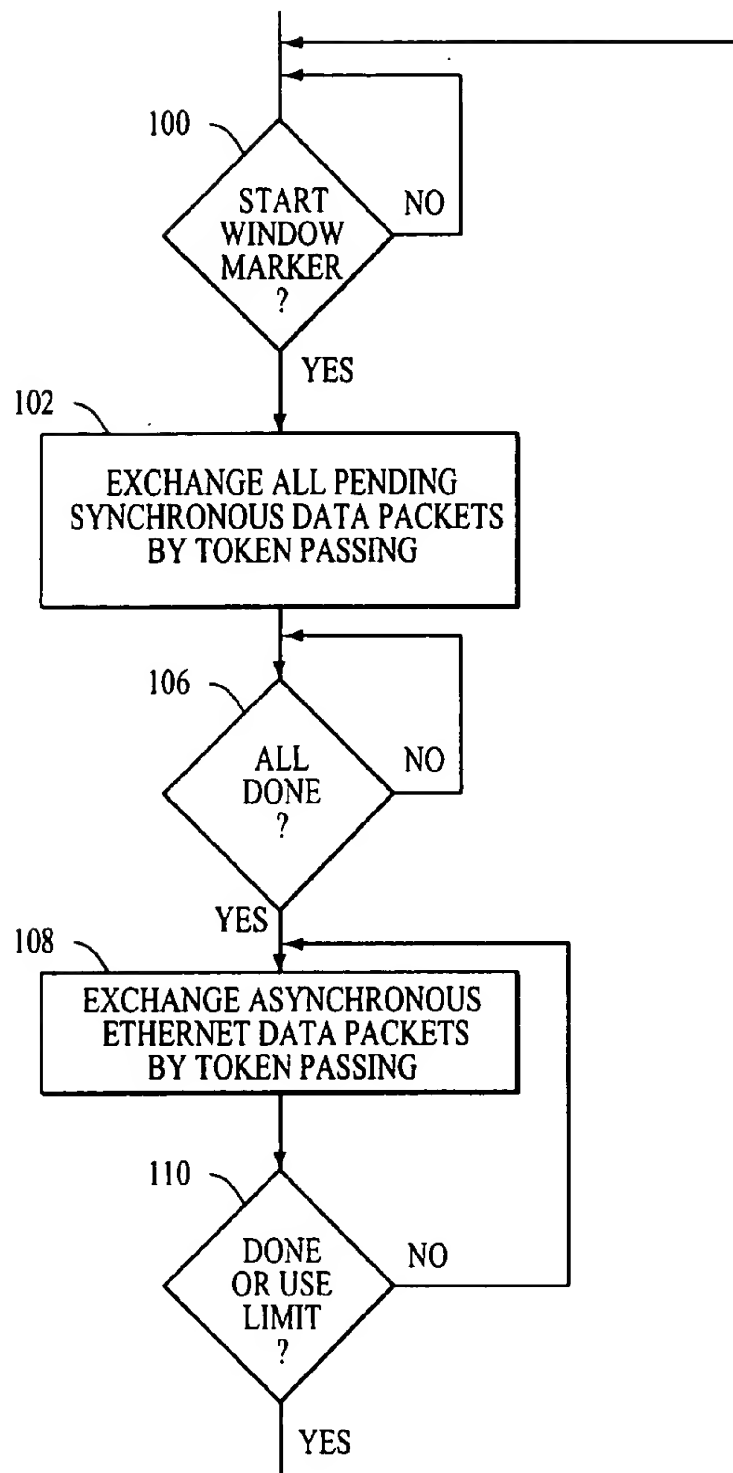 100
START
WINDOW
MARKER
?
NO
YES
102
EXCHANGE ALL PENDING
SYNCHRONOUS DATA PACKETS
BY TOKEN PASSING
106
ALL
DONE
?
NO
YES
108
EXCHANGE ASYNCHRONOUS
ETHERNET DATA PACKETS
BY TOKEN PASSING
110
DONE
OR USE
LIMIT
?
NO
YES